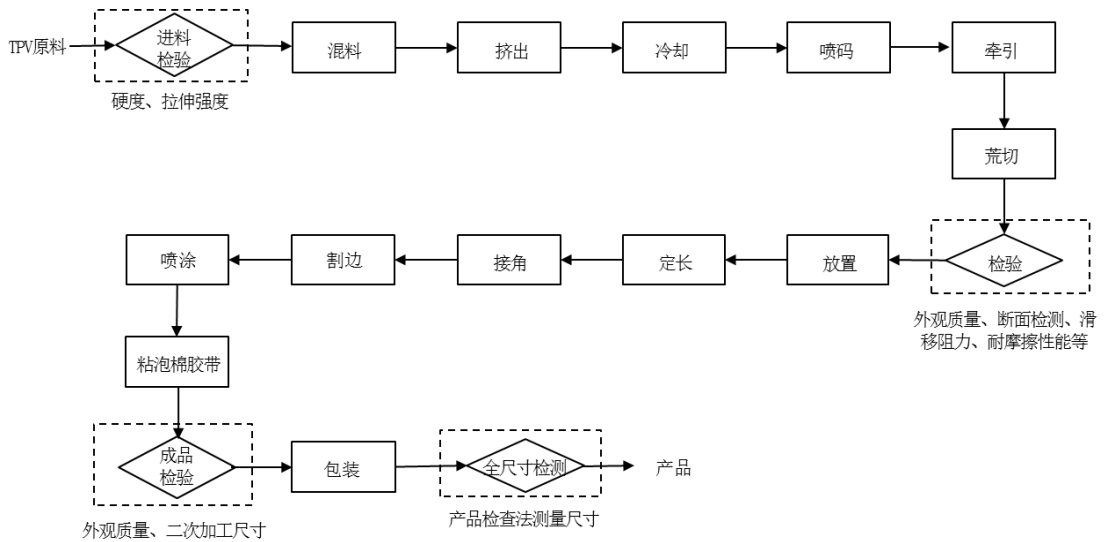 TPV原料
进料
检验
混料
挤出
冷却
喷码
牵引
硬度、拉伸强度
荒切
检验
放置
定长
接角
割边
喷涂
外观质量、断面检测、滑
移阻力、耐摩擦性能等
粘泡棉胶带
成品
检验
包装
全尺寸检测
产品
外观质量、二次加工尺寸
产品检查法测量尺寸